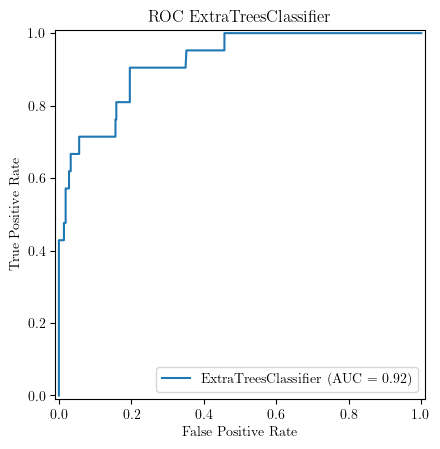 ROC ExtraTreesClassifier
1.0
0.8
0.6
0.4
0.2
0.0
True Positive Rate
ExtraTreesClassifier (AUC = 0.92)
0.0 0.2 0.4 0.6 0.8 1.0
False Positive Rate